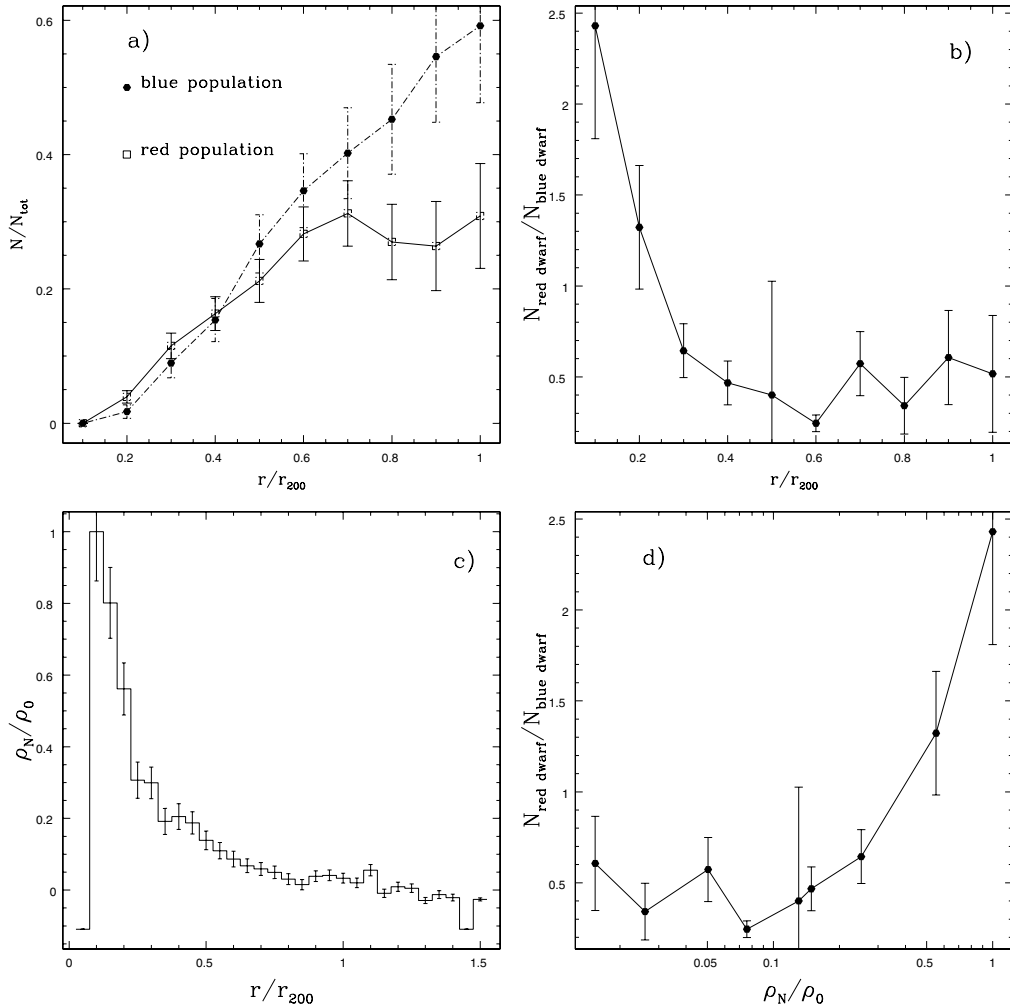 a)
blue population
red population
N/N_tot
0
0.2
0.4
0.6
0.2
0.4
0.6
0.8
1
r/r_200
b)
N_red dwarf/N_blue dwarf
0.5
1
1.5
2
2.5
0.2
0.4
0.6
0.8
1
r/r_200
c)
ρ_N/ρ_0
0
0.2
0.4
0.6
0.8
1
0
0.5
1
1.5
r/r_200
d)
N_red dwarf/N_blue dwarf
0.5
1
1.5
2
2.5
0.05
0.1
0.5
1
ρ_N/ρ_0